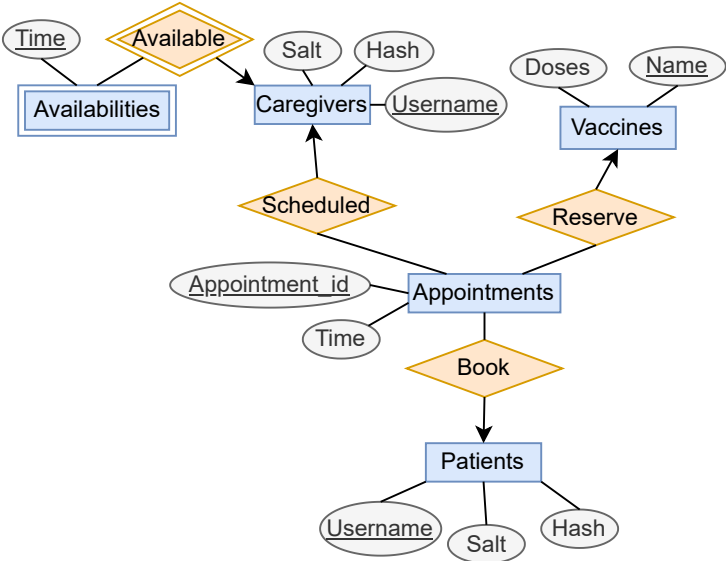 Time
Available
Salt
Hash
Availabilities
Caregivers
Username
Doses
Name
Vaccines
Scheduled
Reserve
Appointment_id
Appointments
Time
Book
Patients
Username
Salt
Hash